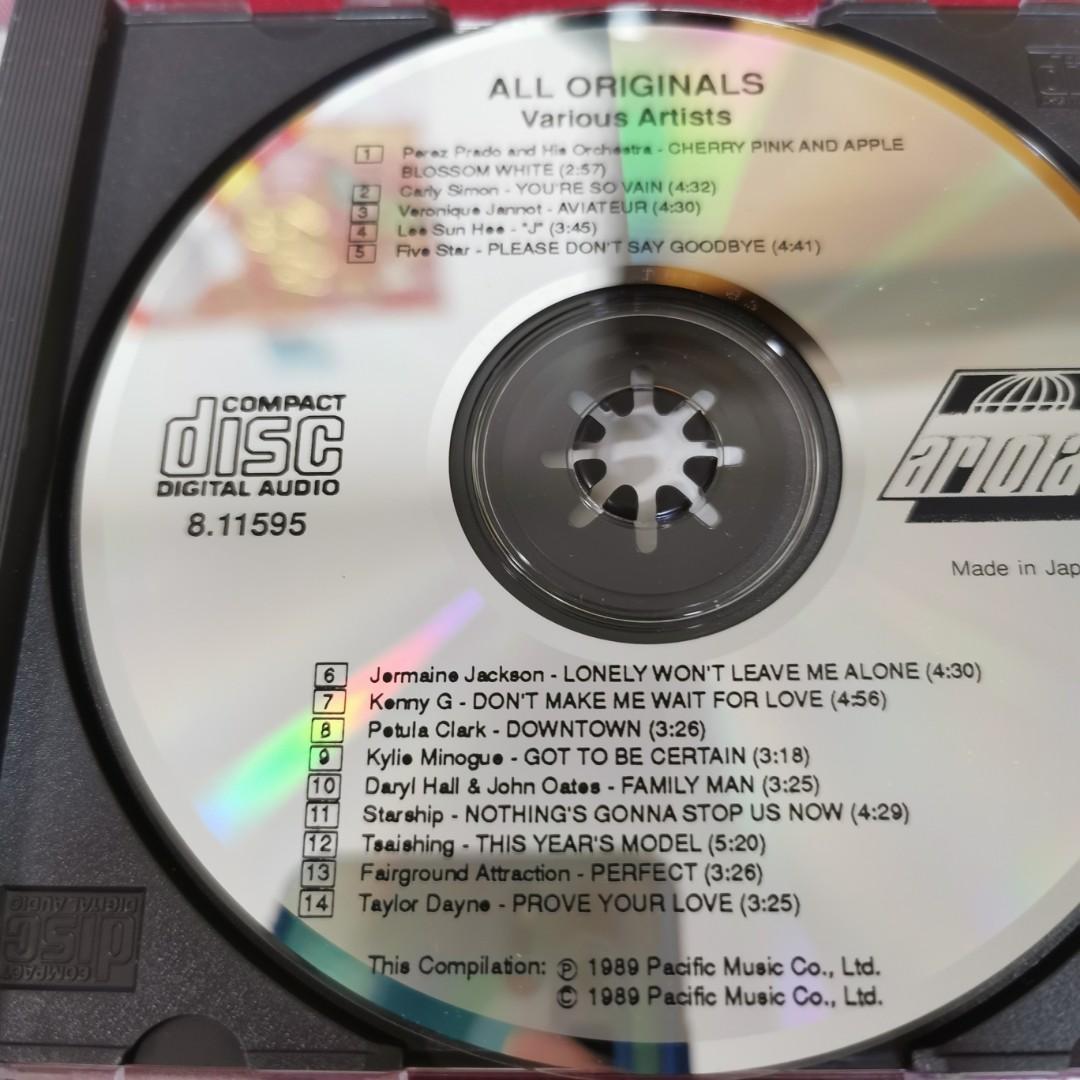 ALL ORIGINALS
Various Artists
1 Perez Prado and His Orchestra - CHERRY PINK AND APPLE
BLOSSOM WHITE (2:57)
2 Carly Simon - YOU'RE SO VAIN (4:32)
3 Veronique Jannot - AVIATEUR (4:30)
4 Lee Sun Hee - "J" (3:45)
5 Five Star - PLEASE DON'T SAY GOODBYE (4:41)
COMPACT
disc
DIGITAL AUDIO
8.11595
ariola
Made in Jap
6 Jermaine Jackson - LONELY WON'T LEAVE ME ALONE (4:30)
7 Kenny G - DON'T MAKE ME WAIT FOR LOVE (4:56)
8 Petula Clark - DOWNTOWN (3:26)
9 Kylie Minogue - GOT TO BE CERTAIN (3:18)
10 Daryl Hall & John Oates - FAMILY MAN (3:25)
11 Starship - NOTHING'S GONNA STOP US NOW (4:29)
12 Tsaishing - THIS YEAR'S MODEL (5:20)
13 Fairground Attraction - PERFECT (3:26)
14 Taylor Dayne - PROVE YOUR LOVE (3:25)
This Compilation: ℗ 1989 Pacific Music Co., Ltd.
© 1989 Pacific Music Co., Ltd.
COMPACT
disc
DIGITAL AUDIO